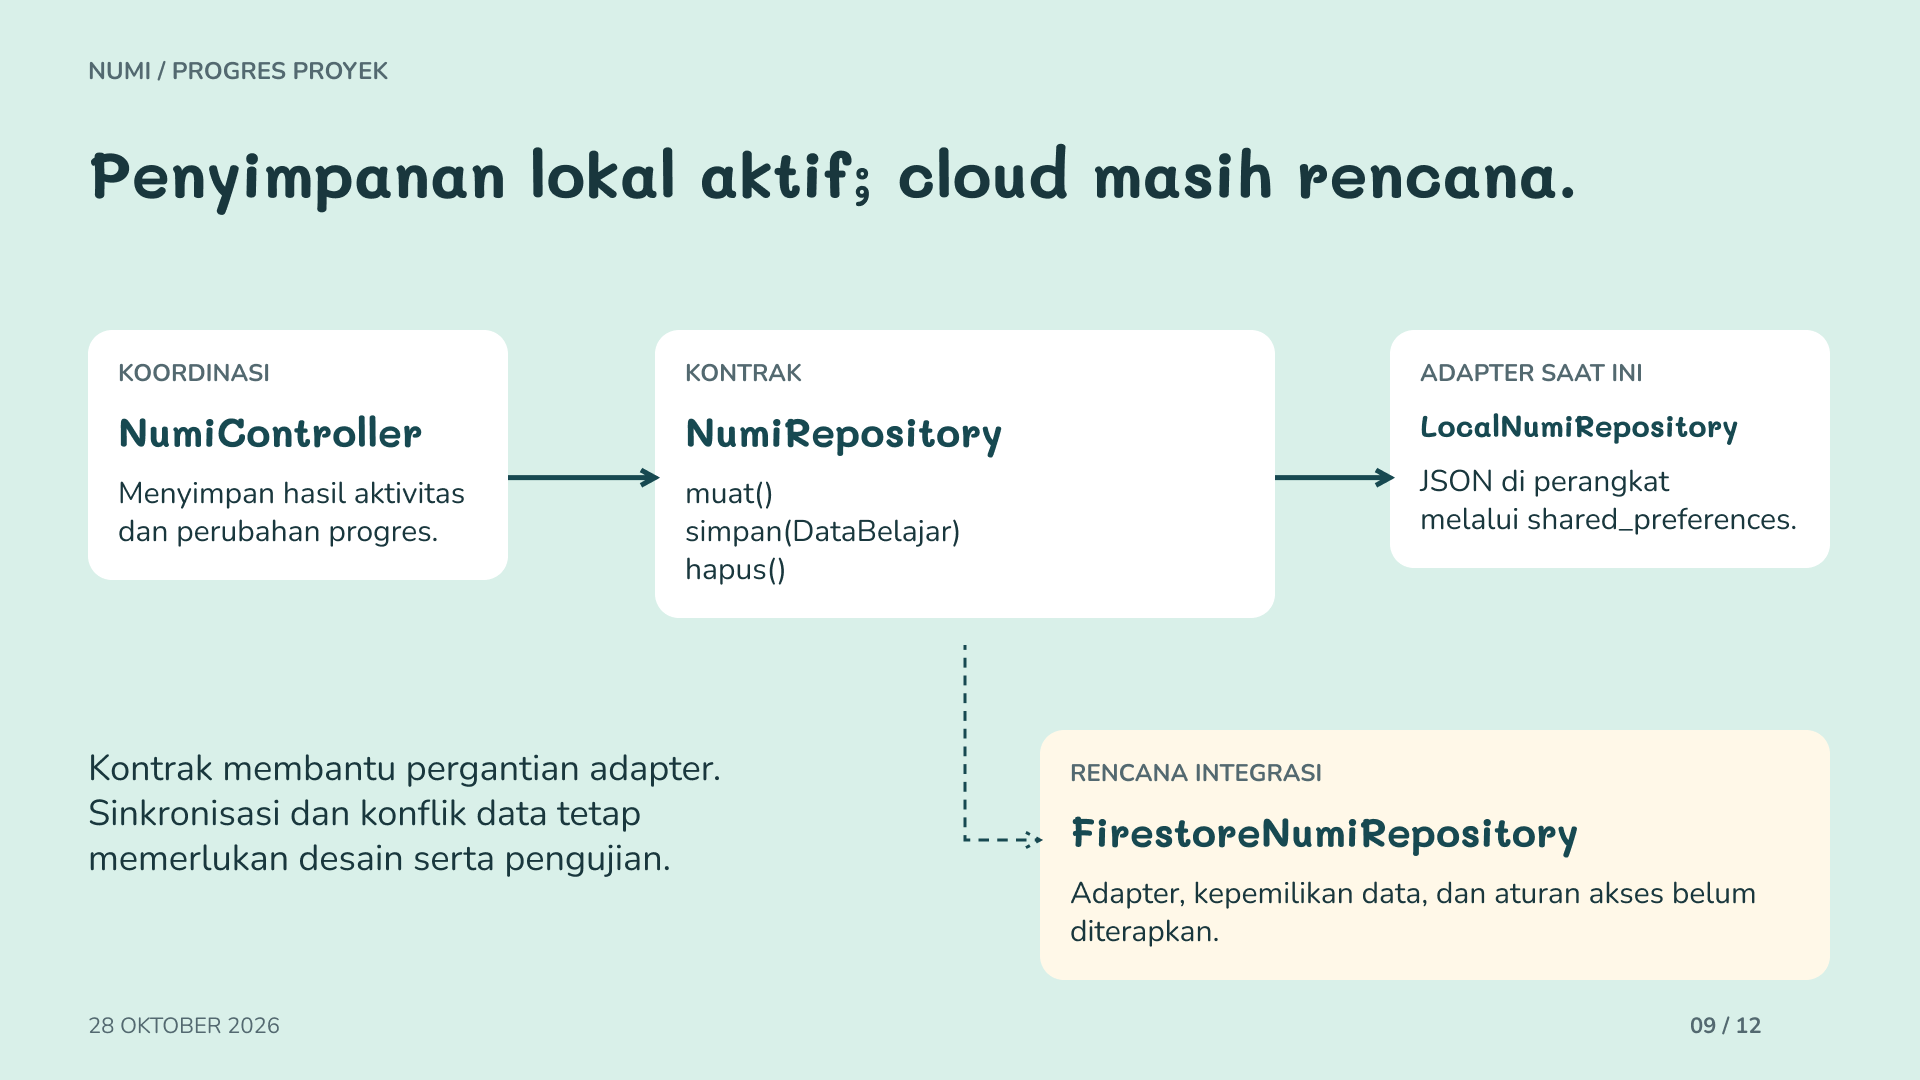 NUMI / PROGRES PROYEK
Penyimpanan lokal aktif; cloud masih rencana.
KOORDINASI
NumiController
Menyimpan hasil aktivitas
dan perubahan progres.
KONTRAK
NumiRepository
muat()
simpan(DataBelajar)
hapus()
ADAPTER SAAT INI
LocalNumiRepository
JSON di perangkat
melalui shared_preferences.
Kontrak membantu pergantian adapter.
Sinkronisasi dan konflik data tetap
memerlukan desain serta pengujian.
RENCANA INTEGRASI
FirestoreNumiRepository
Adapter, kepemilikan data, dan aturan akses belum
diterapkan.
28 OKTOBER 2026
09 / 12